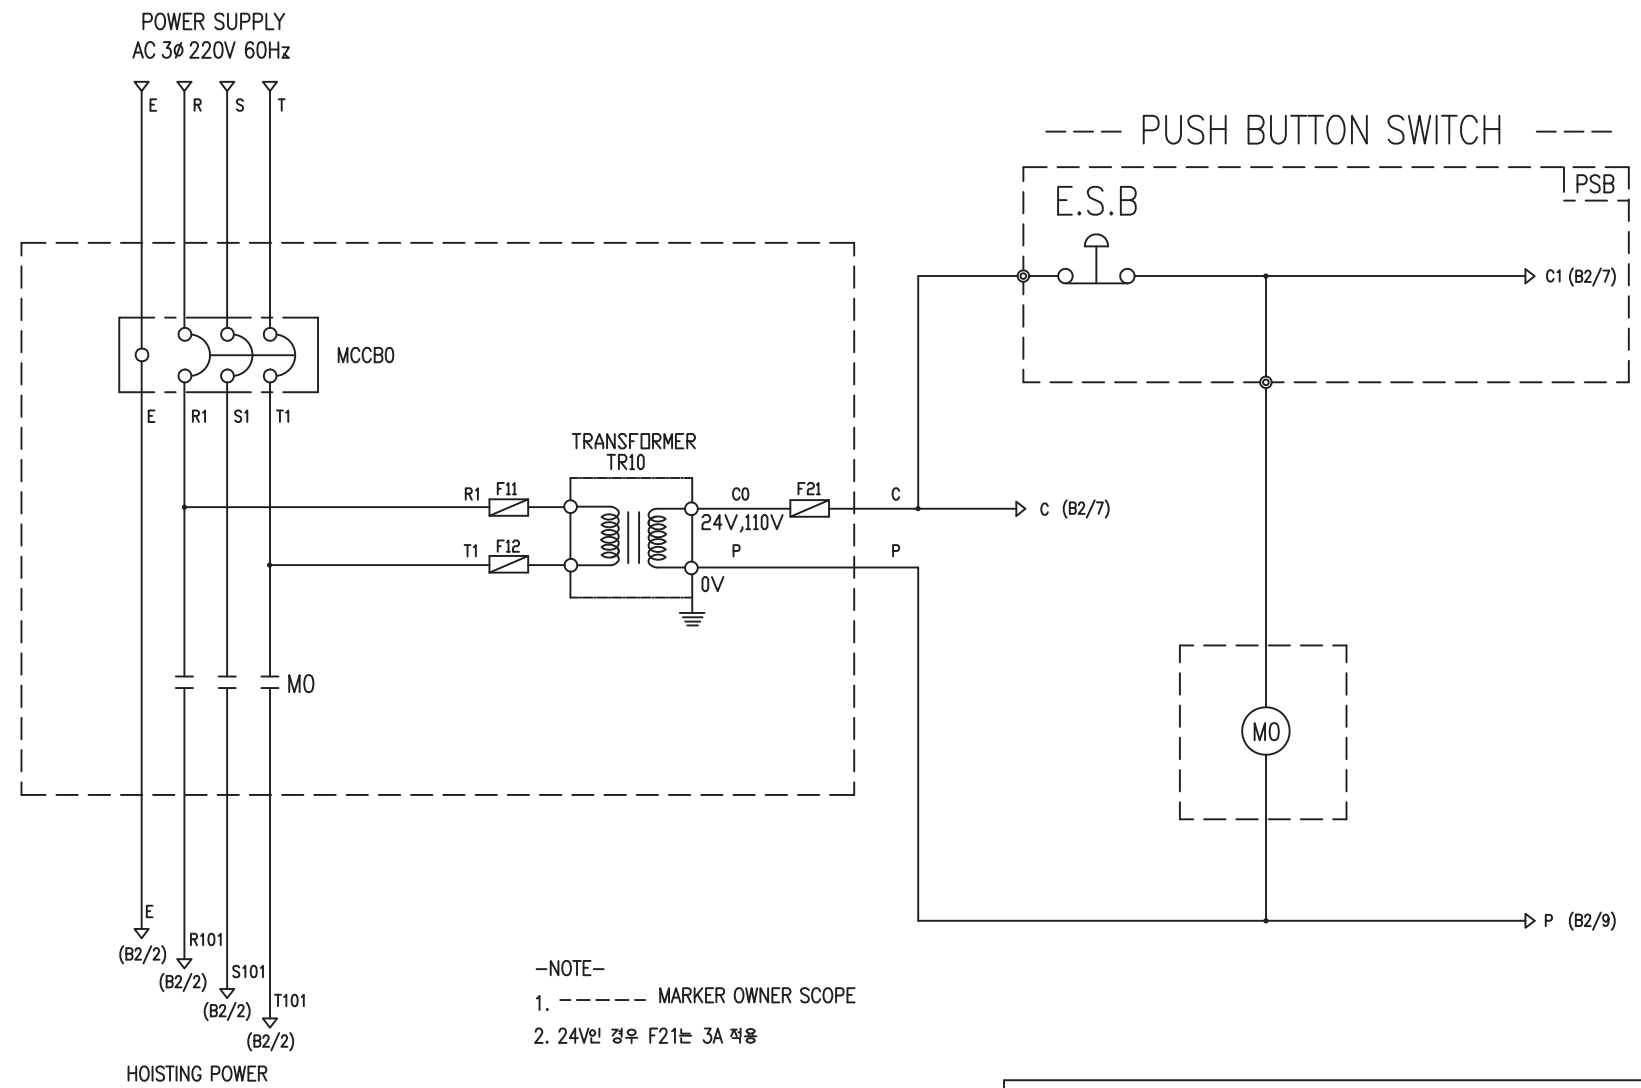 POWER SUPPLY
AC 3Ø 220V 60Hz
E R S T
PUSH BUTTON SWITCH
PSB
E.S.B
C1 (B2/7)
MCCB0
E R1 S1 T1
TRANSFORMER
TR10
R1 F11
C0 F21 C
C (B2/7)
24V,110V
T1 F12
P P
0V
M0
M0
E
(B2/2)
P (B2/9)
R101
(B2/2)
S101
(B2/2)
T101
(B2/2)
HOISTING POWER
-NOTE-
1. ------ MARKER OWNER SCOPE
2. 24V인 경우 F21는 3A 적용